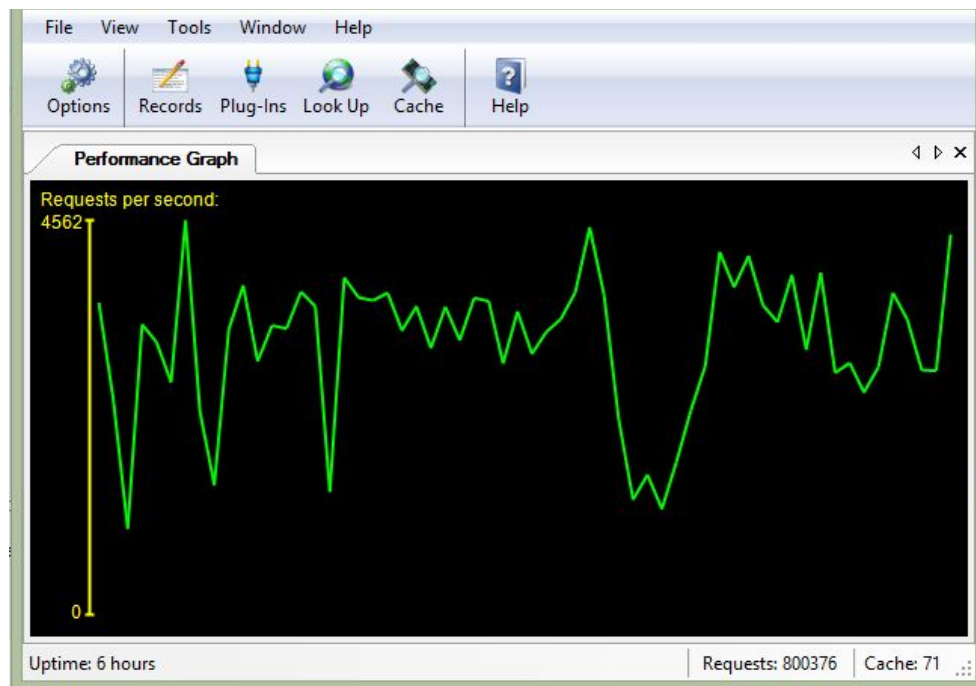 File View Tools Window Help
Options Records Plug-Ins Look Up Cache Help
Performance Graph
Requests per second:
4562
0
Uptime: 6 hours Requests: 800376 Cache: 71